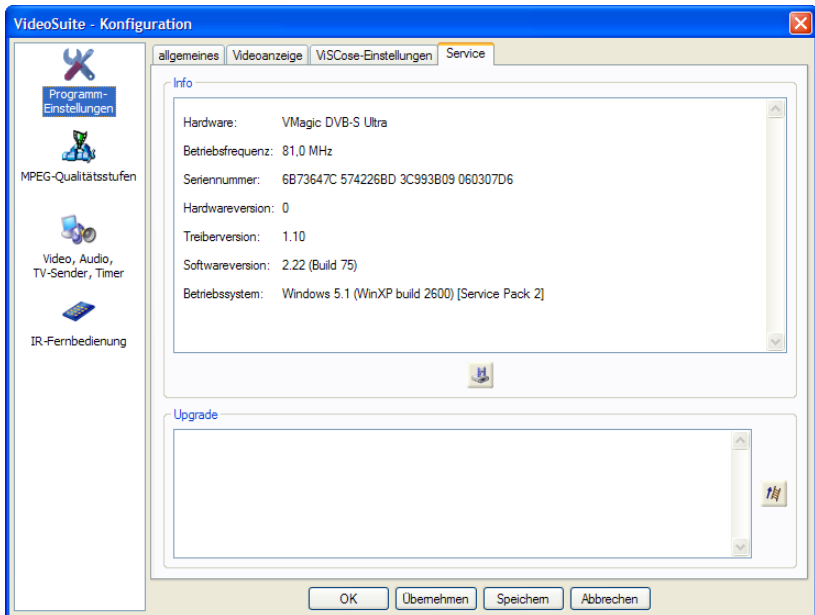 VideoSuite - Konfiguration
Programm-
Einstellungen
MPEG-Qualitätsstufen
Video, Audio,
TV-Sender, Timer
IR-Fernbedienung
allgemeines Videoanzeige ViSCose-Einstellungen Service
Info
Hardware: VMagic DVB-S Ultra
Betriebsfrequenz: 81,0 MHz
Seriennummer: 6B73647C 574226BD 3C993B09 060307D6
Hardwareversion: 0
Treiberversion: 1.10
Softwareversion: 2.22 (Build 75)
Betriebssystem: Windows 5.1 (WinXP build 2600) [Service Pack 2]
Upgrade
OK Übernehmen Speichern Abbrechen